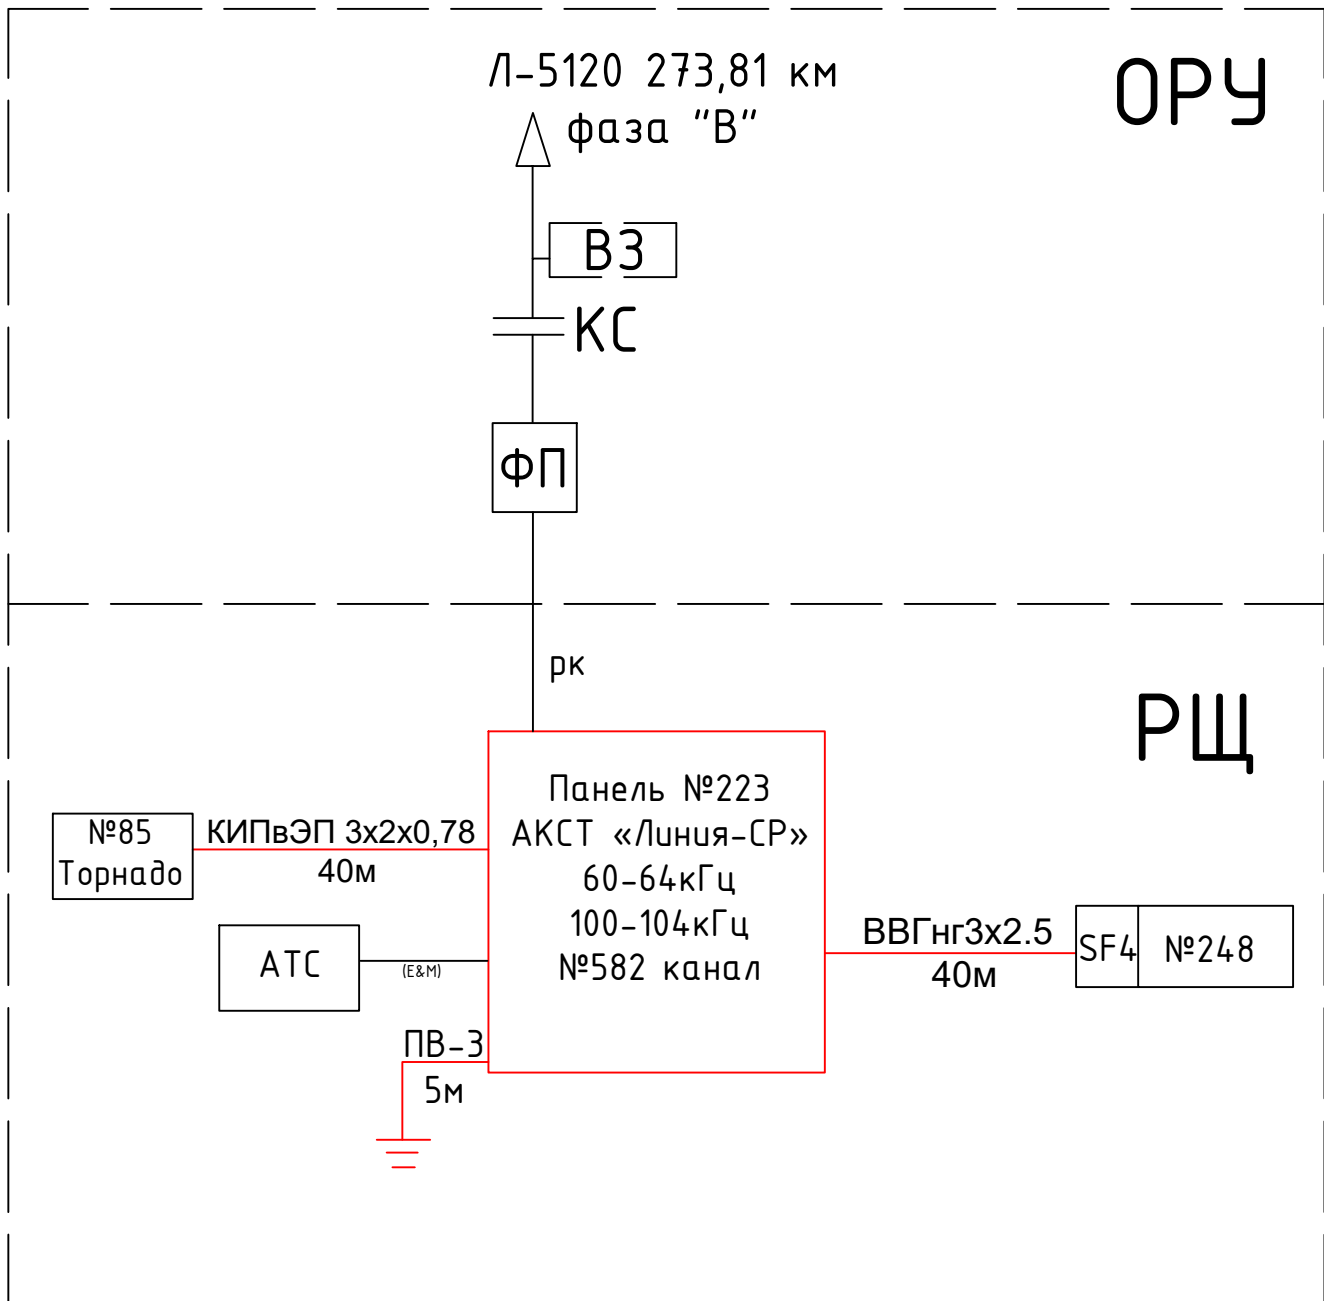 Л-5120 273,81 км
фаза "В"
ОРУ
ВЗ
КС
ФП
рк
РЩ
Панель №223
АКСТ «Линия-СР»
60-64кГц
100-104кГц
№582 канал
№85
Торнадо
КИПвЭП 3х2х0,78
40м
АТС
(E&M)
ПВ-3
5м
ВВГнг3х2.5
40м
SF4
№248